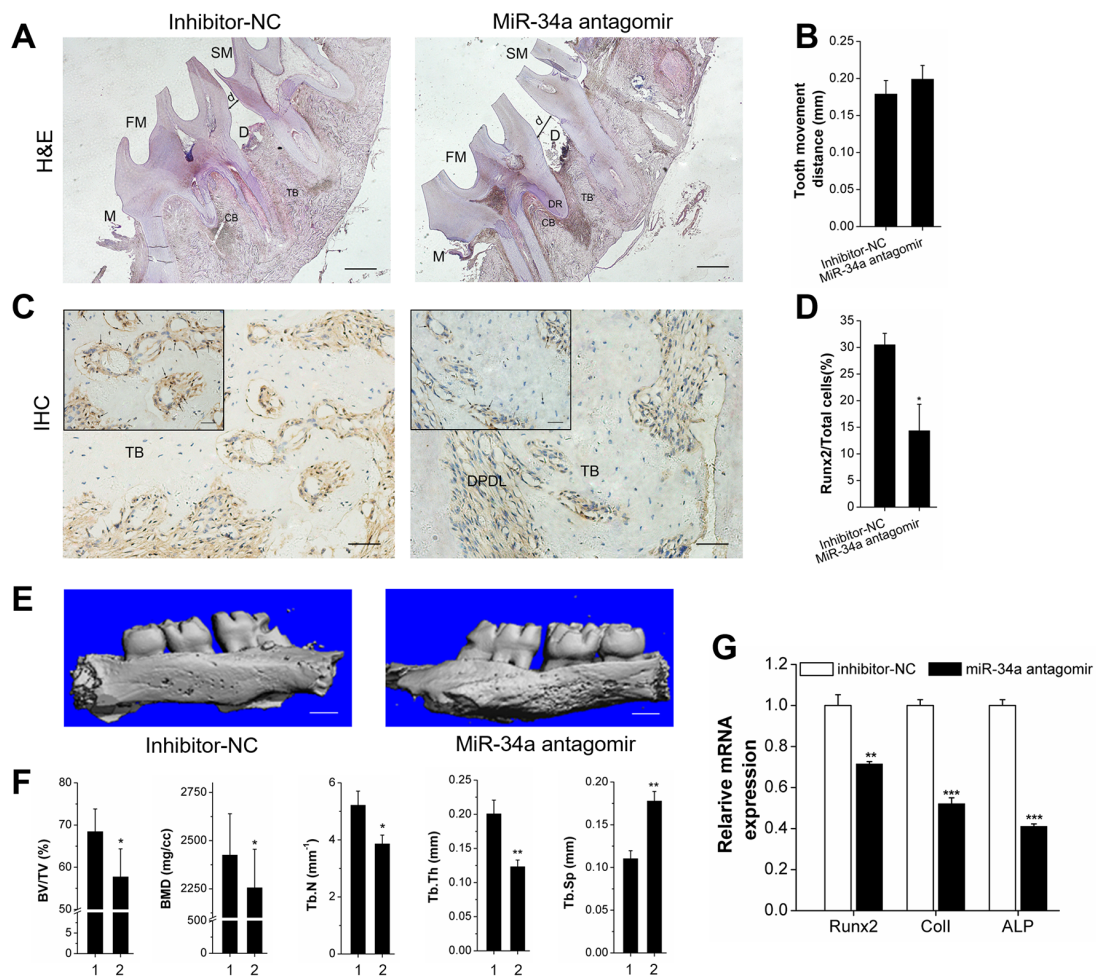 Inhibitor-NC
MiR-34a antagomir
A
H&E
SM
d
FM
D
TB
CB
M
SM
d
D
FM
DR
TB
CB
M
B
Tooth movement
distance (mm)
0.20
0.20
0.15
0.10
0.05
0.00
Inhibitor-NC
MiR-34a antagomir
C
IHC
TB
DPDL
TB
D
Runx2/Total cells(%)
35
30
25
20
15
10
5
0
*
Inhibitor-NC
MiR-34a antagomir
E
Inhibitor-NC
MiR-34a antagomir
F
BV/TV (%)
80
70
60
50
5
0
*
1 2
BMD (mg/cc)
2750
2500
2250
500
0
*
1 2
Tb.N (mm⁻¹)
6
4
2
0
*
1 2
Tb.Th (mm)
0.25
0.20
0.15
0.10
0.05
0.00
**
1 2
Tb.Sp (mm)
0.20
0.15
0.10
0.05
0.00
**
1 2
G
inhibitor-NC
miR-34a antagomir
Relarive mRNA
expression
1.2
1.0
0.8
0.6
0.4
0.2
0.0
**
***
***
Runx2 ColI ALP